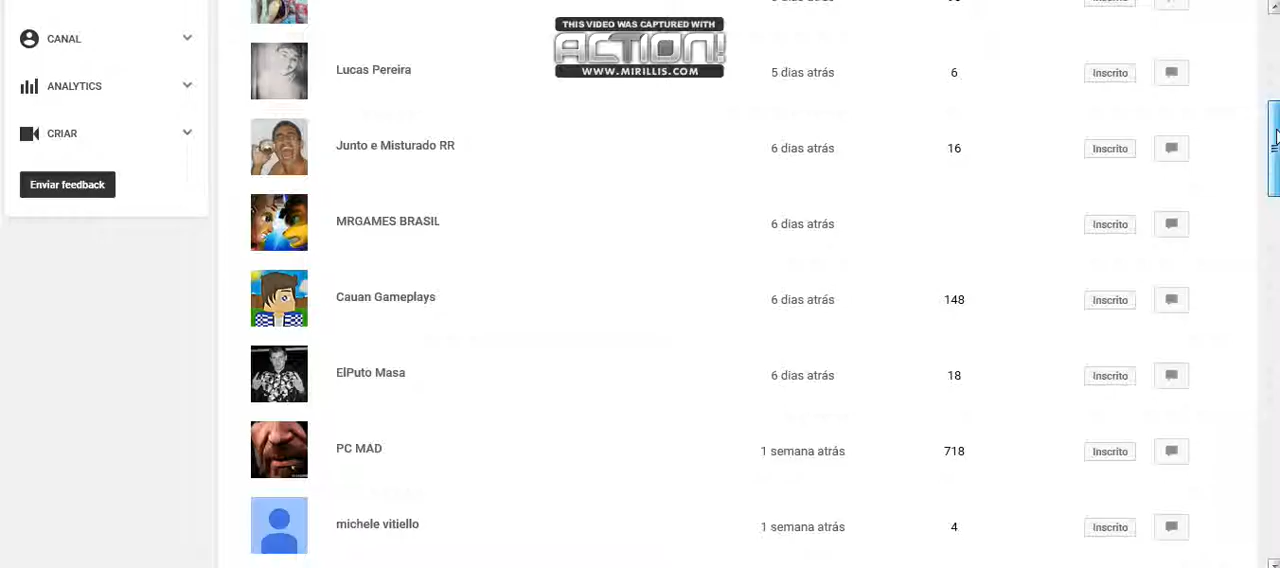 CANAL
ANALYTICS
CRIAR
Enviar feedback
THIS VIDEO WAS CAPTURED WITH
ACTION!
WWW.MIRILLIS.COM
Lucas Pereira 5 dias atrás 6 Inscrito
Junto e Misturado RR 6 dias atrás 16 Inscrito
MRGAMES BRASIL 6 dias atrás Inscrito
Cauan Gameplays 6 dias atrás 148 Inscrito
ElPuto Masa 6 dias atrás 18 Inscrito
PC MAD 1 semana atrás 718 Inscrito
michele vitiello 1 semana atrás 4 Inscrito